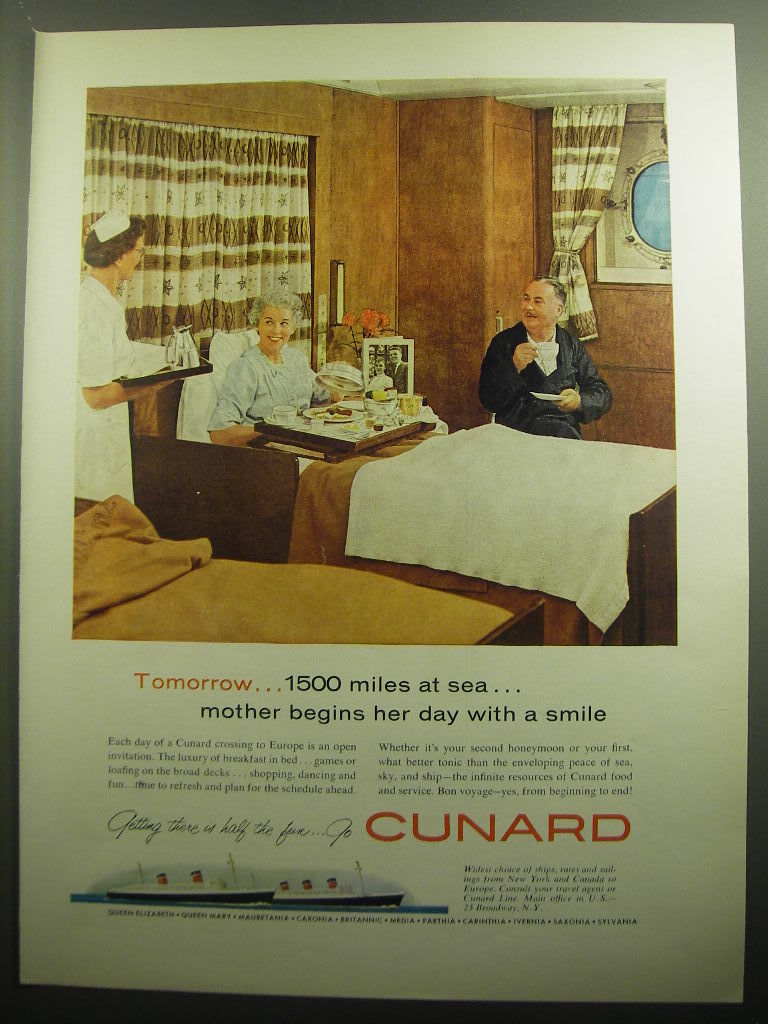 Tomorrow...1500 miles at sea...
mother begins her day with a smile
Each day of a Cunard crossing to Europe is an open
invitation. The luxury of breakfast in bed...games or
loafing on the broad decks...shopping, dancing and
fun...time to refresh and plan for the schedule ahead.
Whether it's your second honeymoon or your first,
what better tonic than the enveloping peace of sea,
sky, and ship—the infinite resources of Cunard food
and service. Bon voyage—yes, from beginning to end!
Getting there is half the fun...Go
CUNARD
Widest choice of ships, rates and sail-
ings from New York and Canada to
Europe. Consult your travel agent or
Cunard Line. Main office in U.S.—
25 Broadway, N.Y.
QUEEN ELIZABETH • QUEEN MARY • MAURETANIA • CARONIA • BRITANNIC • MEDIA • PARTHIA • CARINTHIA • IVERNIA • SAXONIA • SYLVANIA